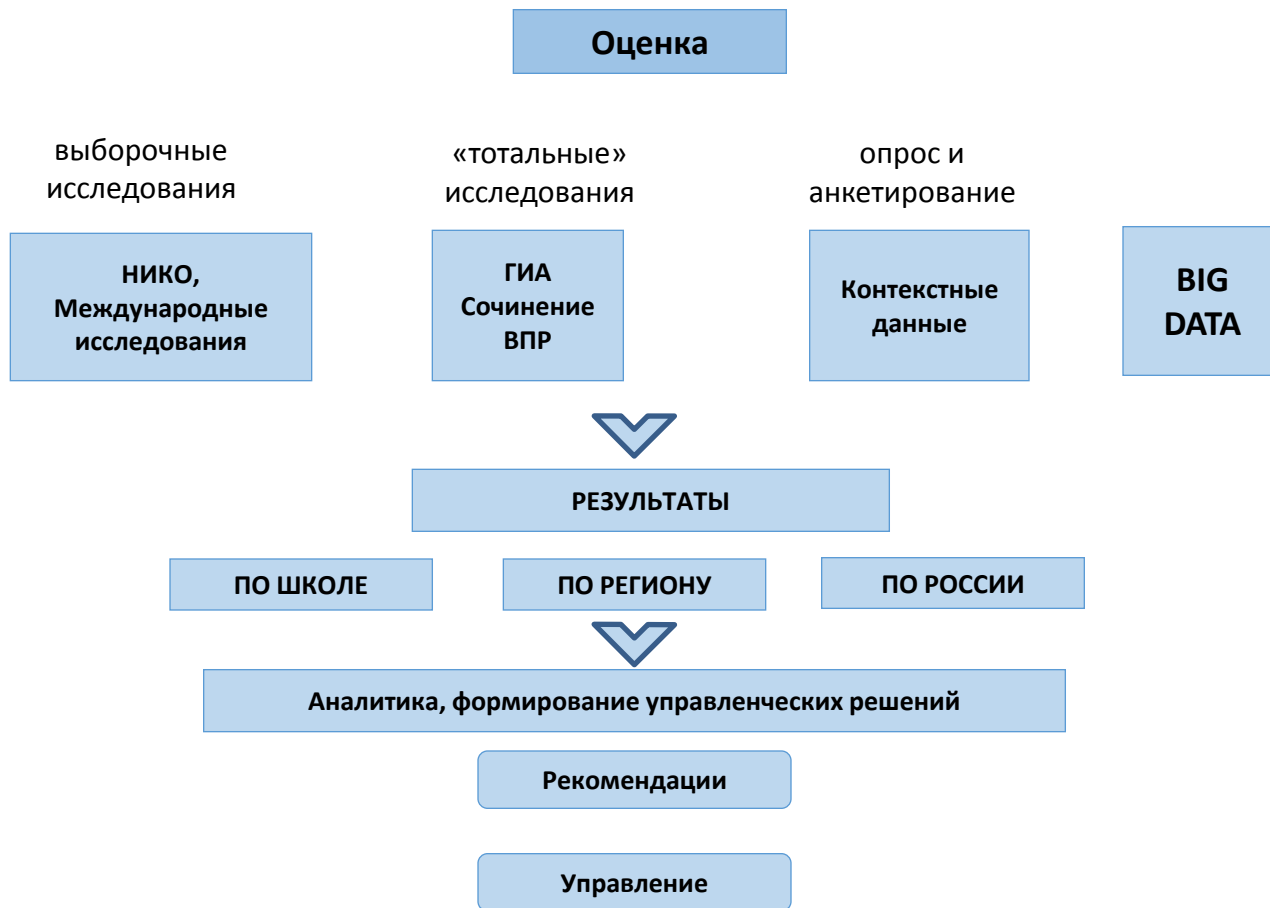 Оценка
выборочные
исследования
«тотальные»
исследования
опрос и
анкетирование
НИКО,
Международные
исследования
ГИА
Сочинение
ВПР
Контекстные
данные
BIG
DATA
РЕЗУЛЬТАТЫ
ПО ШКОЛЕ
ПО РЕГИОНУ
ПО РОССИИ
Аналитика, формирование управленческих решений
Рекомендации
Управление